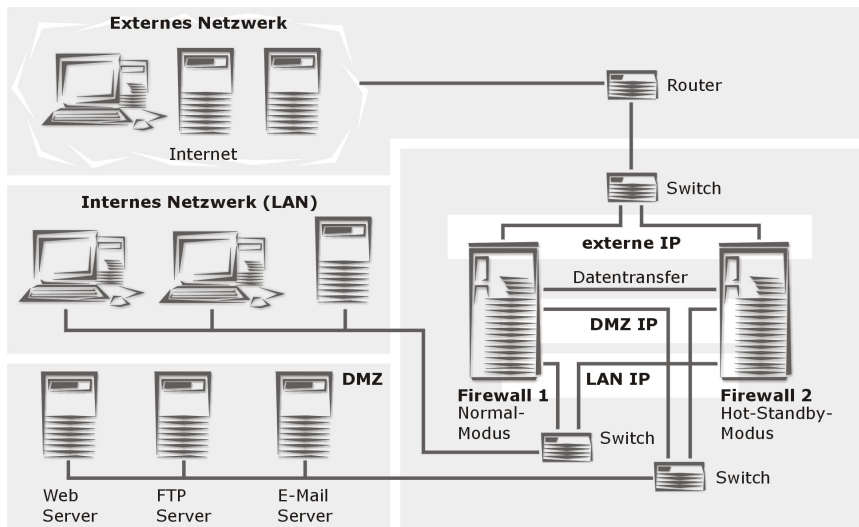 Externes Netzwerk
Internet
Router
Switch
Internes Netzwerk (LAN)
externe IP
Datentransfer
DMZ IP
LAN IP
Firewall 1
Normal-
Modus
Firewall 2
Hot-Standby-
Modus
Switch
Switch
DMZ
Web
Server
FTP
Server
E-Mail
Server